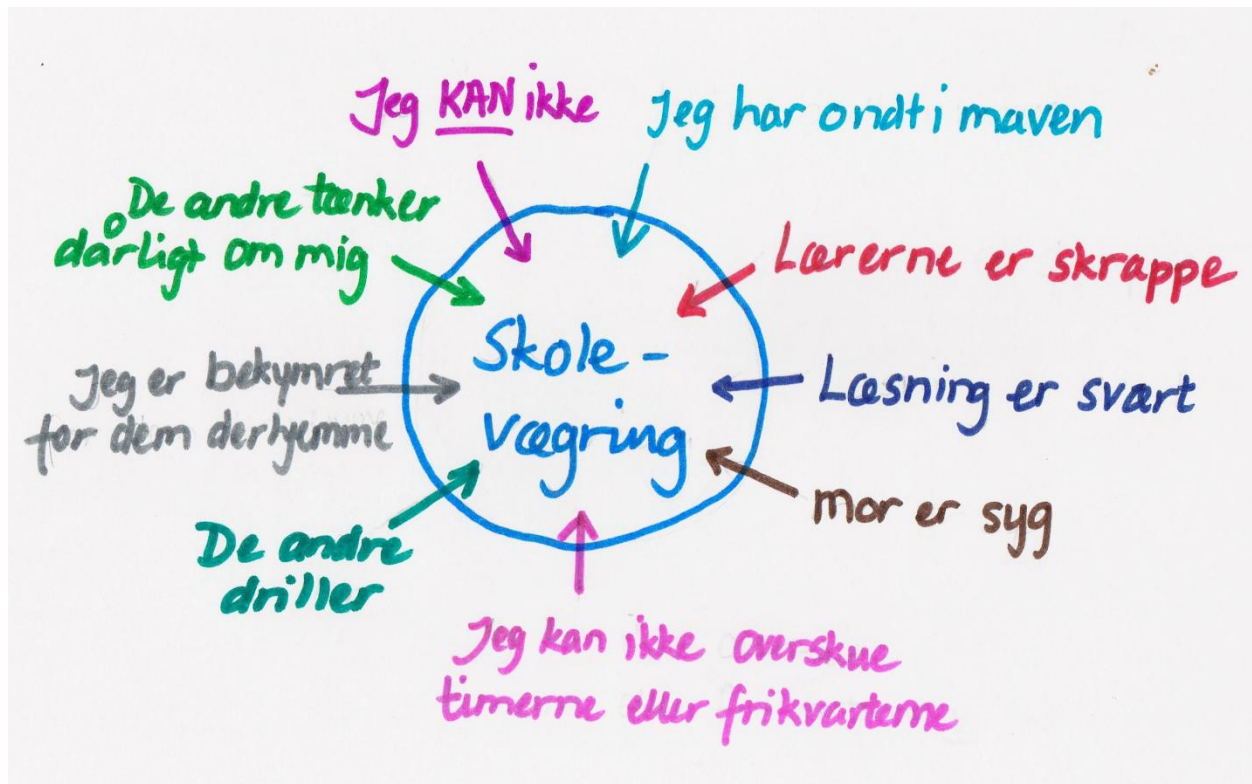 Jeg KAN ikke
Jeg har ondt i maven
De andre tænker
dårligt om mig
Lærerne er skrappe
Skole-
vægring
Jeg er bekymret
for dem derhjemme
Læsning er svært
mor er syg
De andre
driller
Jeg kan ikke overskue
timerne eller frikvarterne